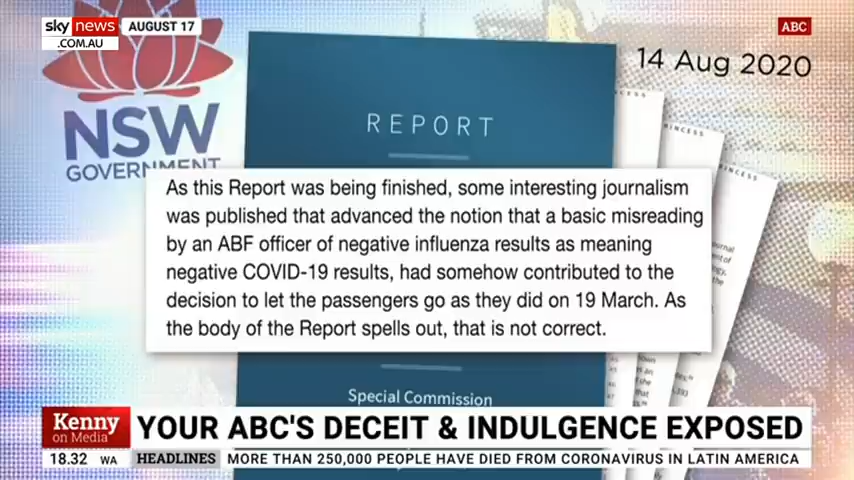 sky news
.COM.AU
AUGUST 17
ABC
14 Aug 2020
NSW
GOVERNMENT
REPORT
INCESS
RINCESS
INCESS
As this Report was being finished, some interesting journalism
was published that advanced the notion that a basic misreading
by an ABF officer of negative influenza results as meaning
negative COVID-19 results, had somehow contributed to the
decision to let the passengers go as they did on 19 March. As
the body of the Report spells out, that is not correct.
Special Commission
Kenny
on Media
YOUR ABC'S DECEIT & INDULGENCE EXPOSED
18.32 WA
HEADLINES
MORE THAN 250,000 PEOPLE HAVE DIED FROM CORONAVIRUS IN LATIN AMERICA